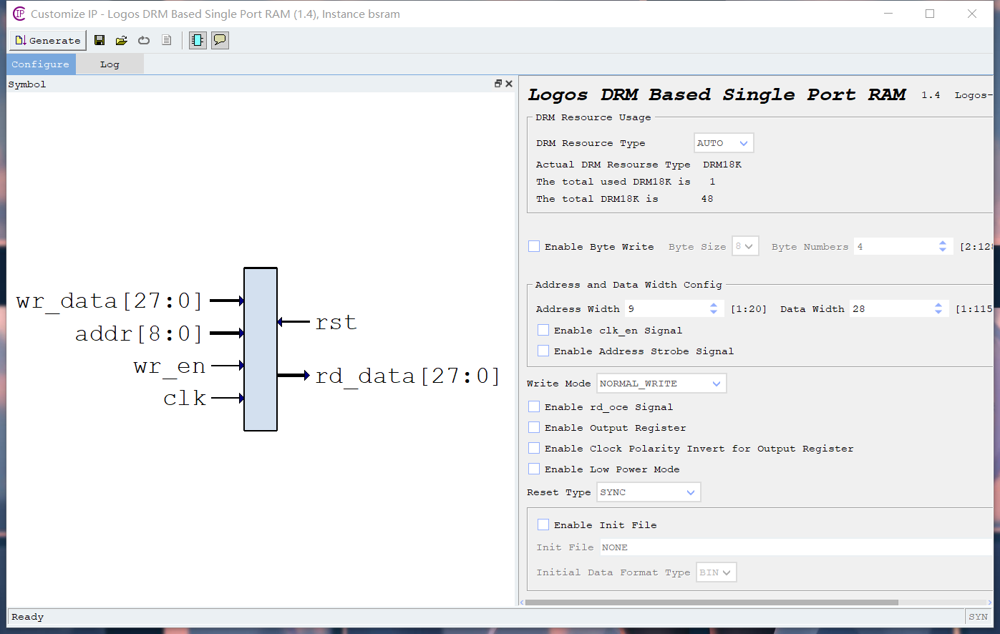 Customize IP - Logos DRM Based Single Port RAM (1.4), Instance bsram
Generate
Configure Log
Symbol
wr_data[27:0]
addr[8:0]
wr_en
clk
rst
rd_data[27:0]
Logos DRM Based Single Port RAM 1.4 Logos-
DRM Resource Usage
DRM Resource Type AUTO
Actual DRM Resourse Type DRM18K
The total used DRM18K is 1
The total DRM18K is 48
Enable Byte Write Byte Size 8 Byte Numbers 4 [2:128
Address and Data Width Config
Address Width 9 [1:20] Data Width 28 [1:115
Enable clk_en Signal
Enable Address Strobe Signal
Write Mode NORMAL_WRITE
Enable rd_oce Signal
Enable Output Register
Enable Clock Polarity Invert for Output Register
Enable Low Power Mode
Reset Type SYNC
Enable Init File
Init File NONE
Initial Data Format Type BIN
Ready SYN